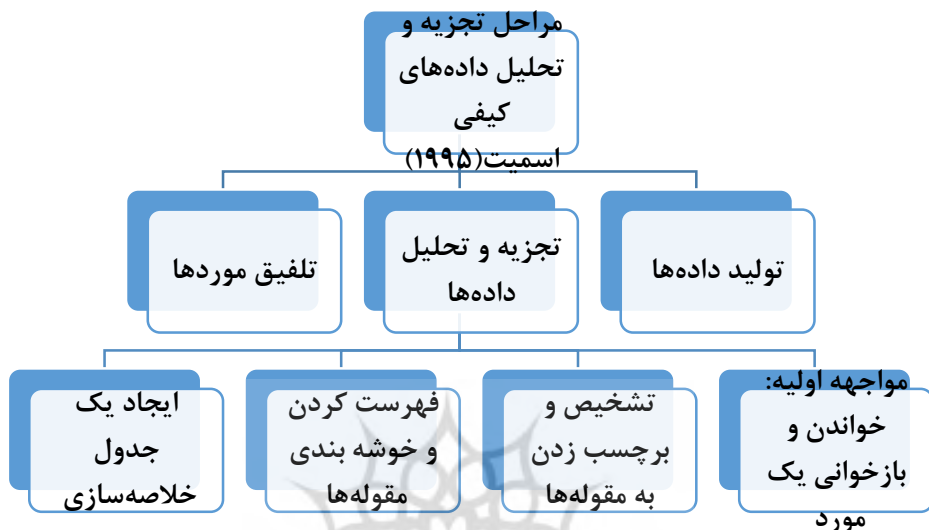 مراحل تجزیه و
تحلیل داده‌های
کیفی
اسمیت(۱۹۹۵)
تولید داده‌ها
تجزیه و تحلیل
داده‌ها
تلفیق موردها
مواجهه اولیه:
خواندن و
بازخوانی یک
مورد
تشخیص و
برچسب زدن
به مقوله‌ها
فهرست کردن
و خوشه بندی
مقوله‌ها
ایجاد یک
جدول
خلاصه‌سازی